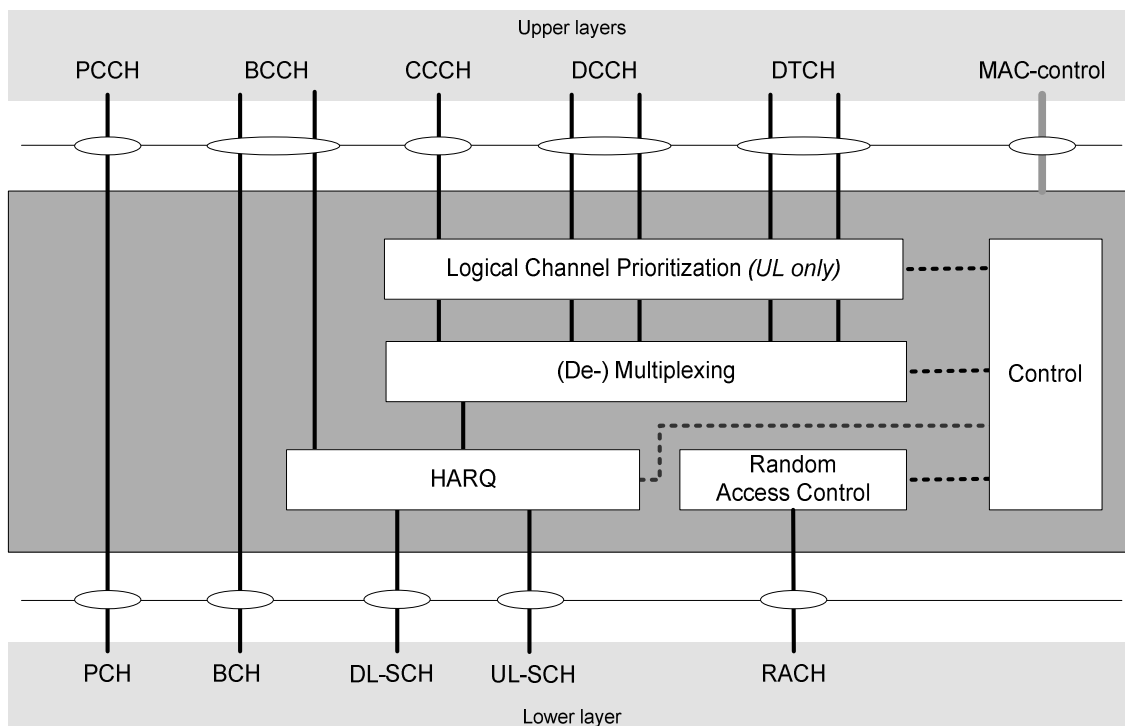 Upper layers
PCCH BCCH CCCH DCCH DTCH MAC-control
Logical Channel Prioritization (UL only)
(De-) Multiplexing
Control
HARQ
Random
Access Control
PCH BCH DL-SCH UL-SCH RACH
Lower layer